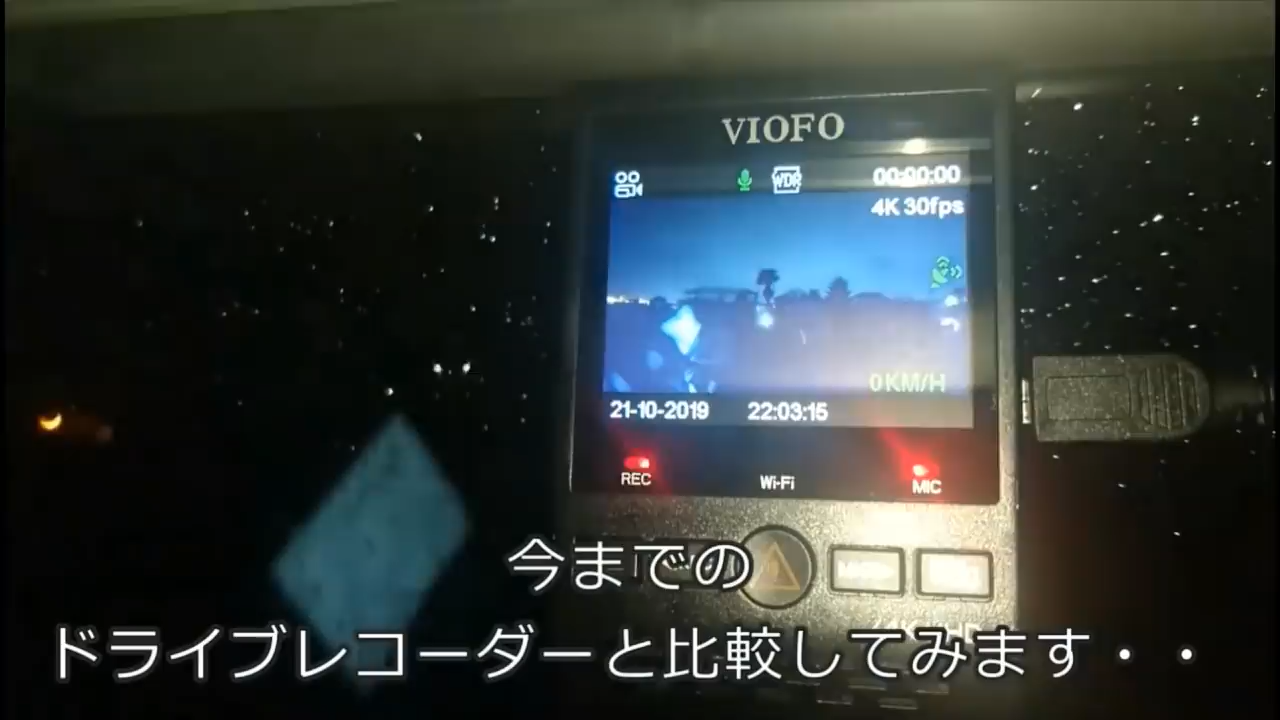 VIOFO
WDR
00:00:00
4K 30fps
0KM/H
21-10-2019 22:03:15
REC Wi-Fi MIC
今までの
ドライブレコーダーと比較してみます・・